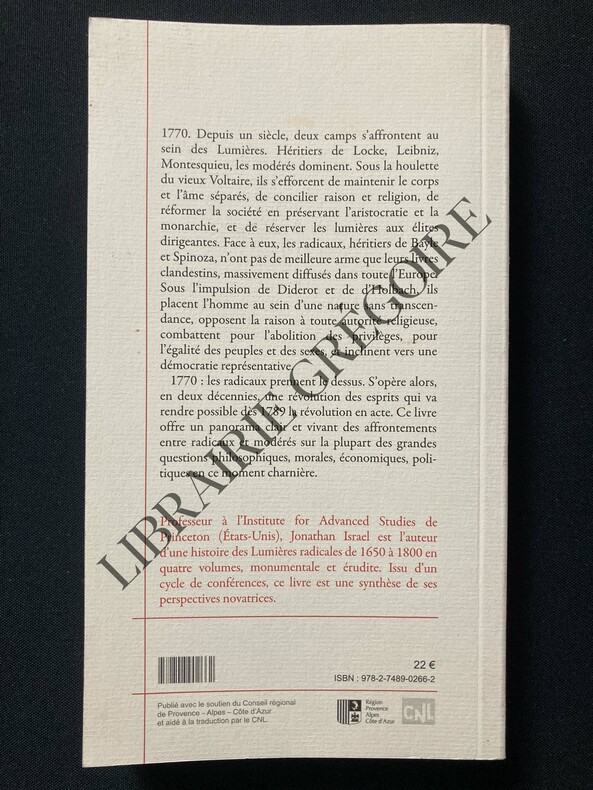 1770. Depuis un siècle, deux camps s'affrontent au
sein des Lumières. Héritiers de Locke, Leibniz,
Montesquieu, les modérés dominent. Sous la houlette
du vieux Voltaire, ils s'efforcent de maintenir le corps
et l'âme séparés, de concilier raison et religion, de
réformer la société en préservant l'aristocratie et la
monarchie, et de réserver les lumières aux élites
dirigeantes. Face à eux, les radicaux, héritiers de Bayle
et Spinoza, n'ont pas de meilleure arme que leurs livres
clandestins, massivement diffusés dans toute l'Europe.
Sous l'impulsion de Diderot et de d'Holbach, ils
placent l'homme au sein d'une nature sans transcen-
dance, opposent la raison à toute autorité religieuse,
combattent pour l'abolition des privilèges, pour
l'égalité des peuples et des sexes, et inclinent vers une
démocratie représentative.
1770 : les radicaux prennent le dessus. S'opère alors,
en deux décennies, une révolution des esprits qui va
rendre possible dès 1789 la révolution en acte. Ce livre
offre un panorama clair et vivant des affrontements
entre radicaux et modérés sur la plupart des grandes
questions philosophiques, morales, économiques, poli-
tiques en ce moment charnière.
Professeur à l'Institute for Advanced Studies de
Princeton (États-Unis), Jonathan Israel est l'auteur
d'une histoire des Lumières radicales de 1650 à 1800 en
quatre volumes, monumentale et érudite. Issu d'un
cycle de conférences, ce livre est une synthèse de ses
perspectives novatrices.
22 €
ISBN : 978-2-7489-0266-2
Publié avec le soutien du Conseil régional
de Provence – Alpes – Côte d'Azur
et aidé à la traduction par le CNL.
Région
Provence
Alpes
Côte d'Azur
CNL
LIBRAIRIE GREGOIRE